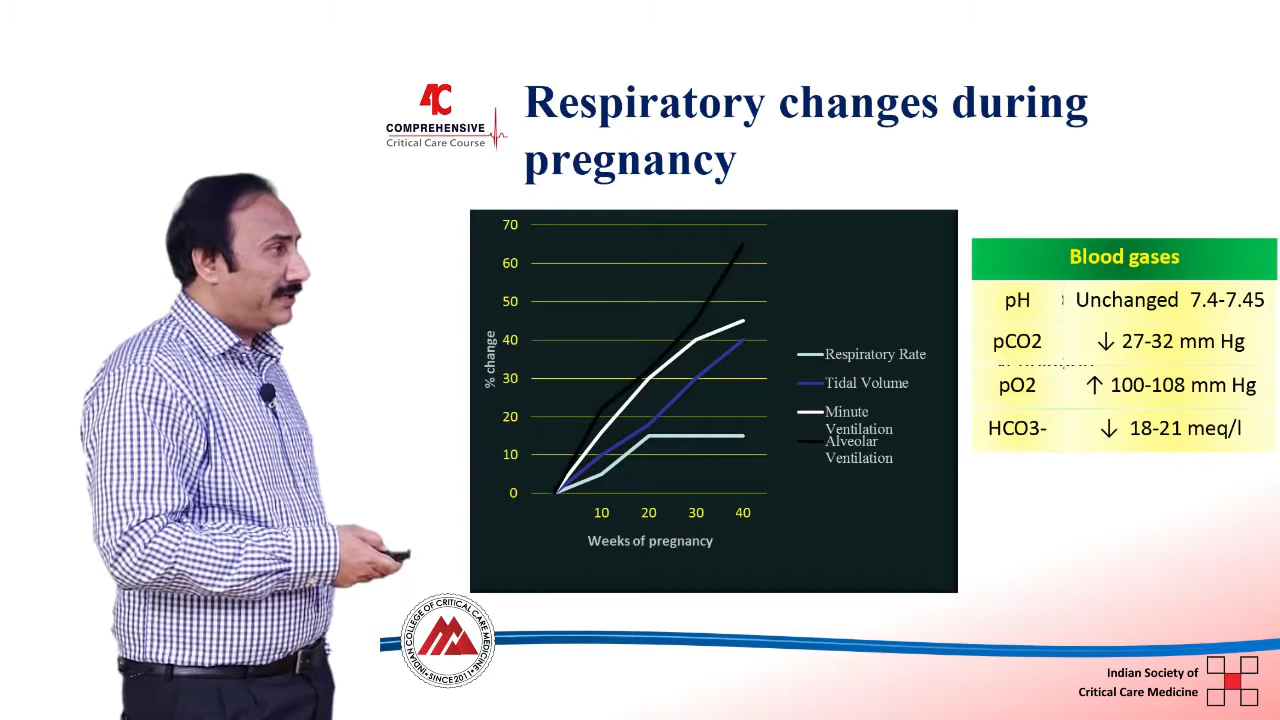 4C
COMPREHENSIVE
Critical Care Course
Respiratory changes during
pregnancy
70
60
50
40
30
20
10
0
% change
10 20 30 40
Weeks of pregnancy
Respiratory Rate
Tidal Volume
Minute
Ventilation
Alveolar
Ventilation
Blood gases
pH Unchanged 7.4-7.45
pCO2 ↓ 27-32 mm Hg
pO2 ↑ 100-108 mm Hg
HCO3- ↓ 18-21 meq/l
INDIAN COLLEGE OF CRITICAL CARE MEDICINE
• SINCE 2011 •
Indian Society of
Critical Care Medicine